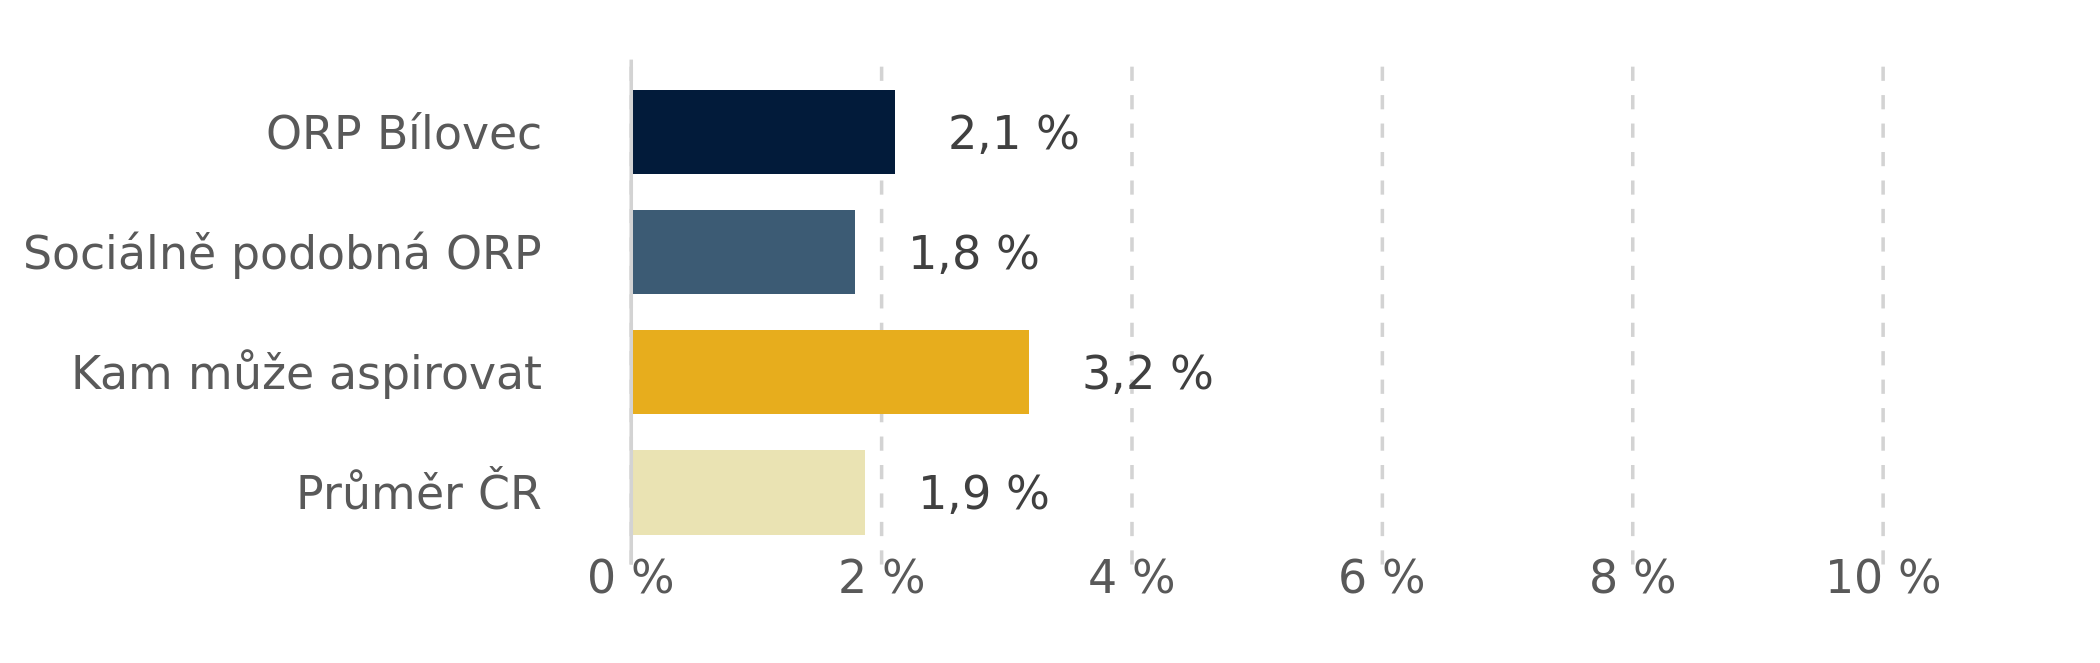 ORP Bílovec 2,1 %
Sociálně podobná ORP 1,8 %
Kam může aspirovat 3,2 %
Průměr ČR 1,9 %
0 % 2 % 4 % 6 % 8 % 10 %